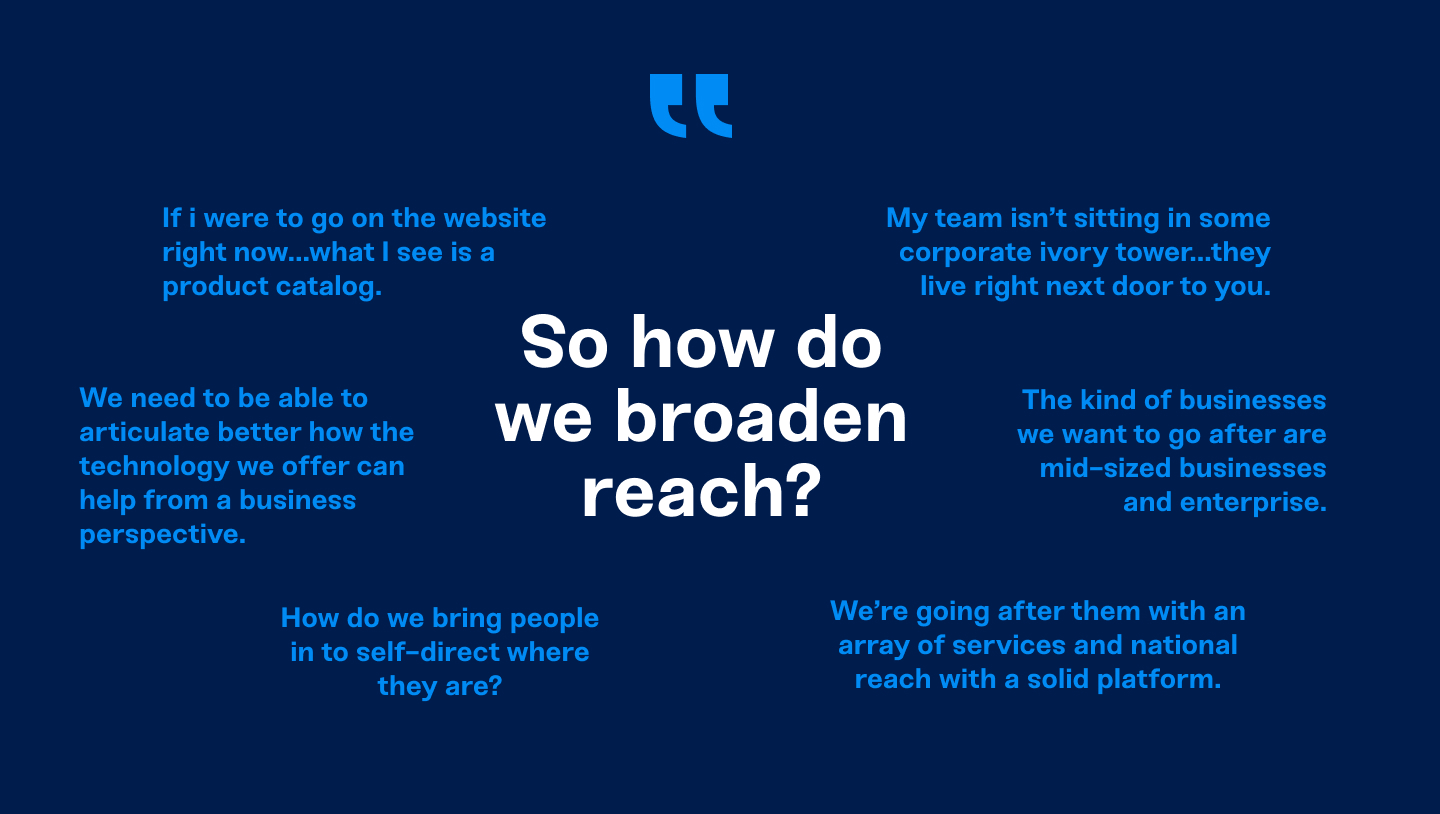 If i were to go on the website
right now...what I see is a
product catalog.
My team isn’t sitting in some
corporate ivory tower...they
live right next door to you.
So how do
we broaden
reach?
We need to be able to
articulate better how the
technology we offer can
help from a business
perspective.
The kind of businesses
we want to go after are
mid–sized businesses
and enterprise.
How do we bring people
in to self–direct where
they are?
We’re going after them with an
array of services and national
reach with a solid platform.